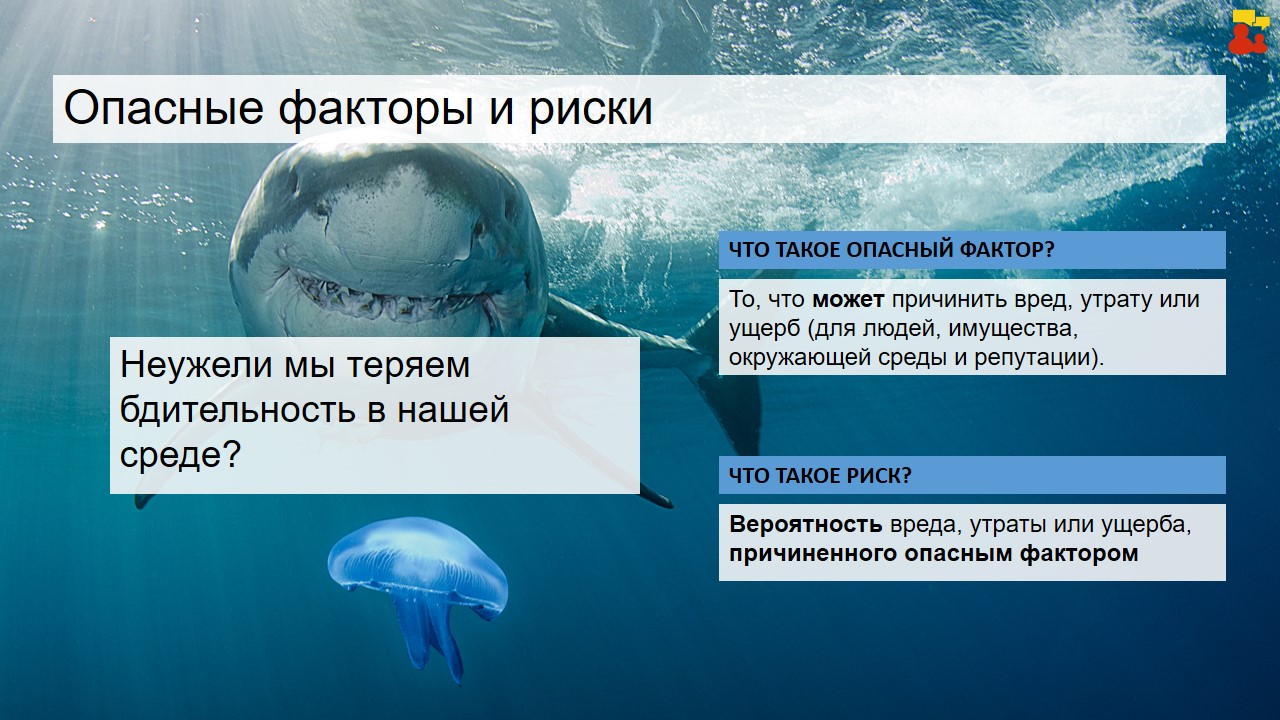 Опасные факторы и риски
Неужели мы теряем
бдительность в нашей
среде?
ЧТО ТАКОЕ ОПАСНЫЙ ФАКТОР?
То, что может причинить вред, утрату или
ущерб (для людей, имущества,
окружающей среды и репутации).
ЧТО ТАКОЕ РИСК?
Вероятность вреда, утраты или ущерба,
причиненного опасным фактором